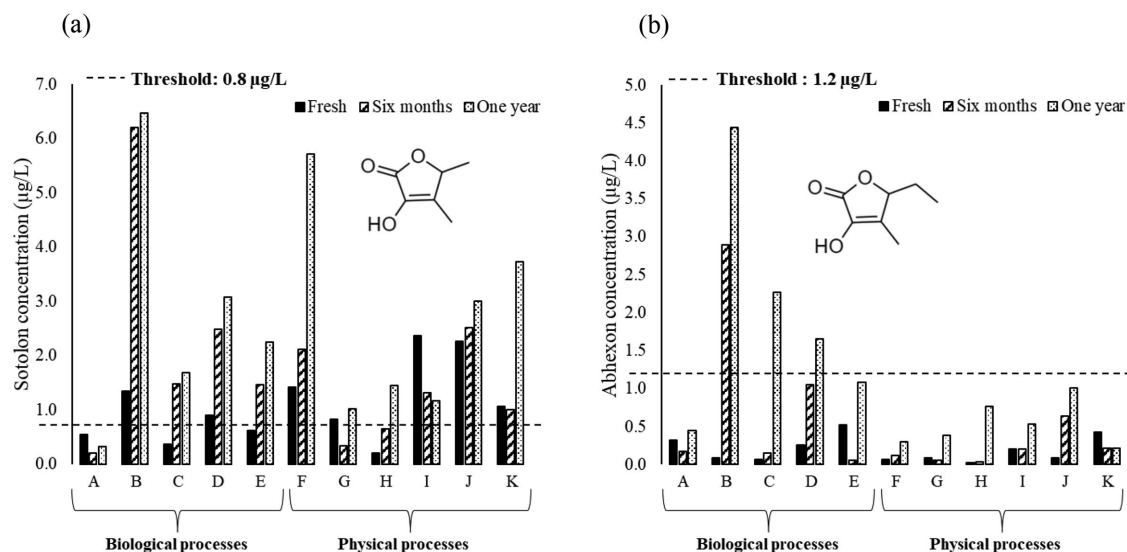 (a)
Threshold: 0.8 µg/L
Fresh Six months One year
Sotolon concentration (µg/L)
7.0
6.0
5.0
4.0
3.0
2.0
1.0
0.0
O
O
HO
A B C D E F G H I J K
Biological processes Physical processes
(b)
Threshold : 1.2 µg/L
Fresh Six months One year
Abhexon concentration (µg/L)
5.0
4.5
4.0
3.5
3.0
2.5
2.0
1.5
1.0
0.5
0.0
O
O
HO
A B C D E F G H I J K
Biological processes Physical processes